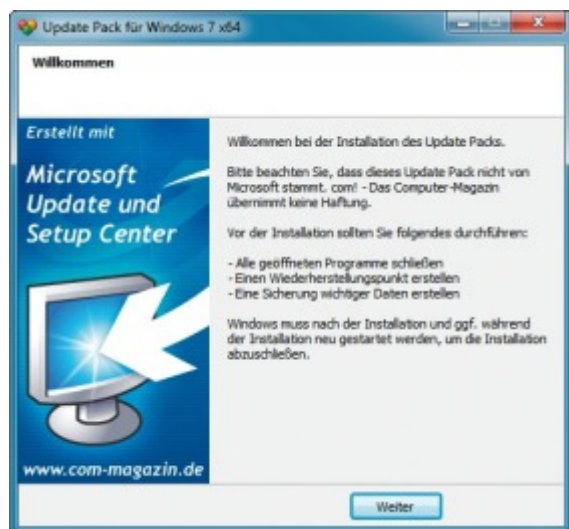 Update Pack für Windows 7 x64
Willkommen
Erstellt mit
Microsoft
Update und
Setup Center
www.com-magazin.de
Willkommen bei der Installation des Update Packs.
Bitte beachten Sie, dass dieses Update Pack nicht von
Microsoft stammt. com! - Das Computer-Magazin
übernimmt keine Haftung.
Vor der Installation sollten Sie folgendes durchführen:
- Alle geöffneten Programme schließen
- Einen Wiederherstellungspunkt erstellen
- Eine Sicherung wichtiger Daten erstellen
Windows muss nach der Installation und ggf. während
der Installation neu gestartet werden, um die Installation
abzuschließen.
Weiter